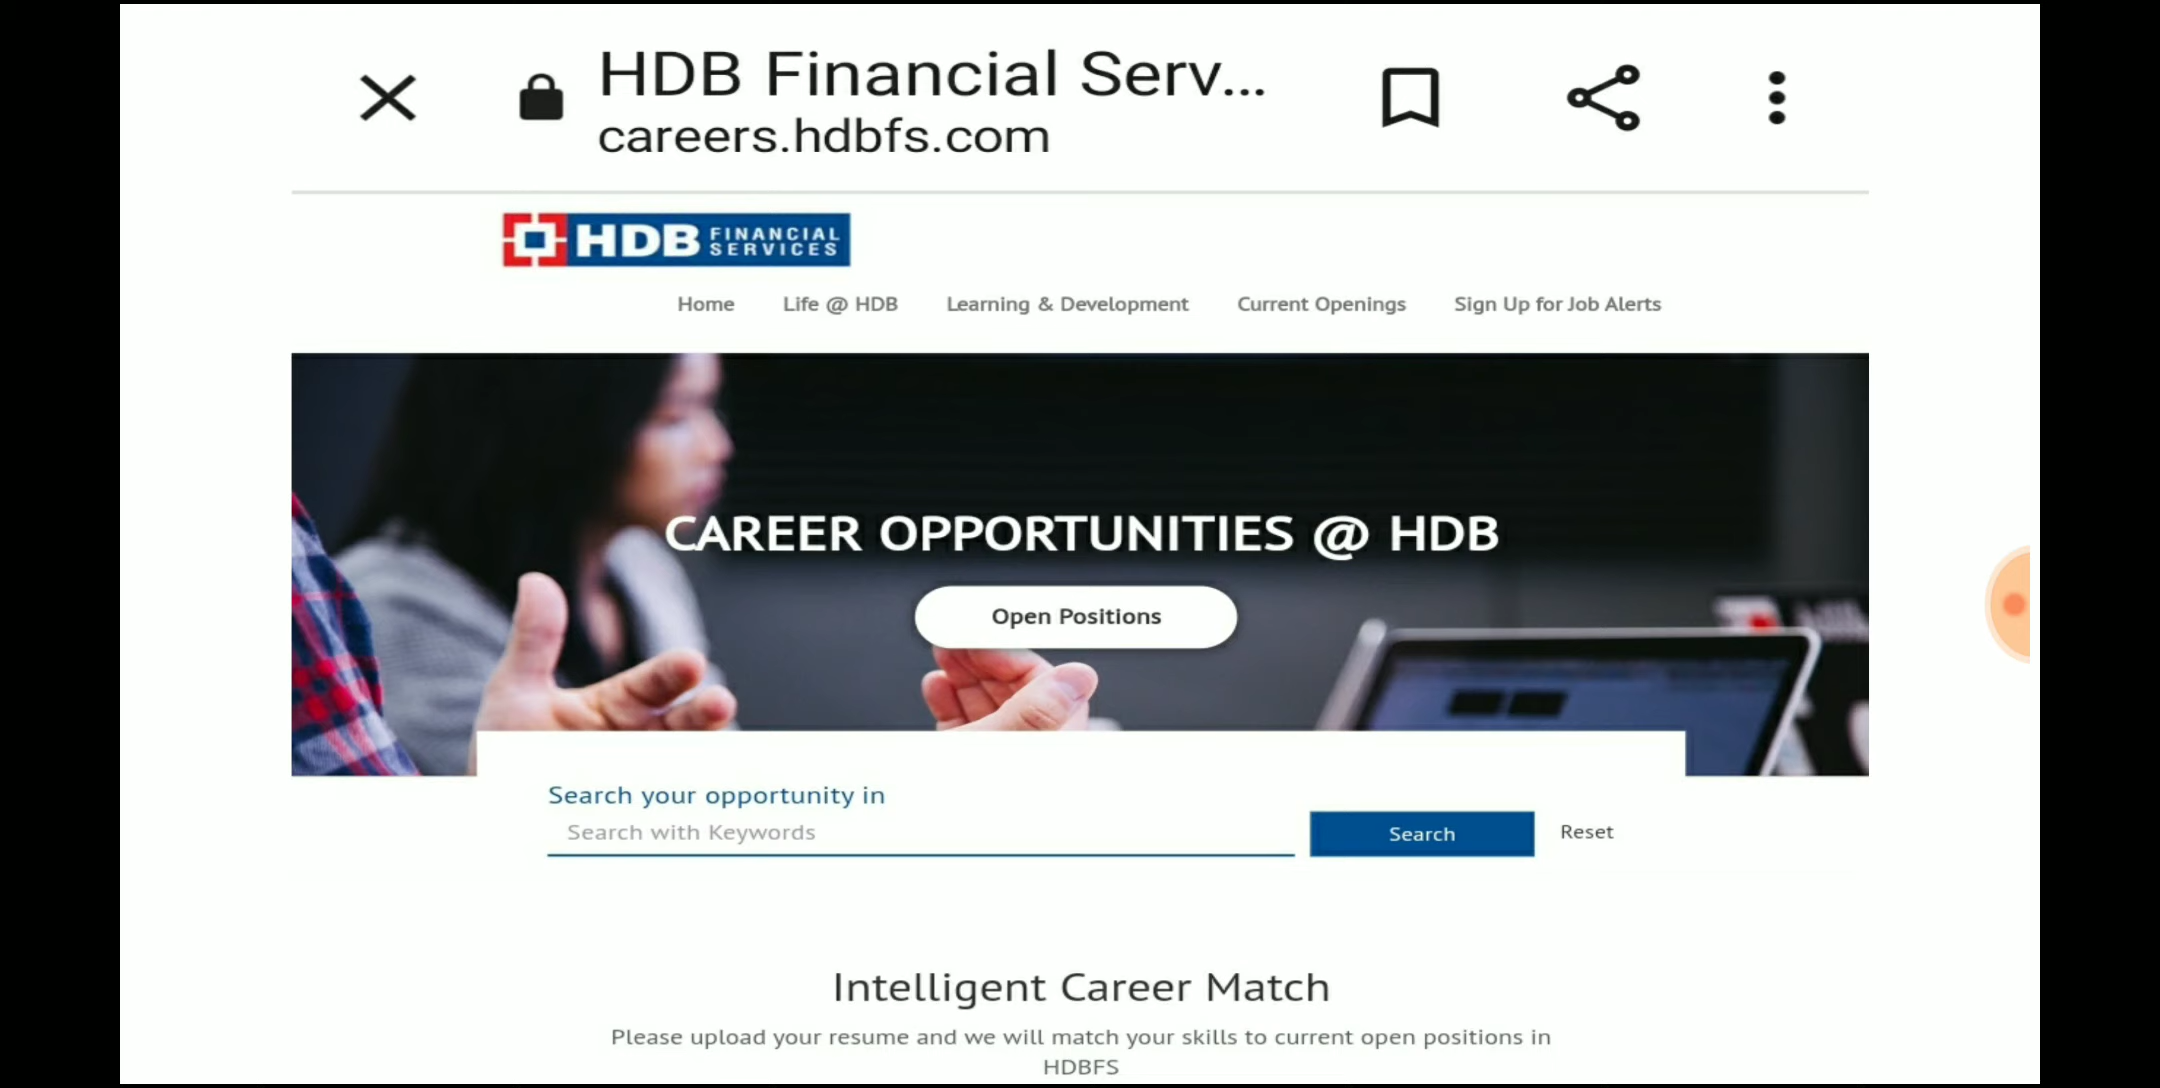 HDB Financial Serv...
careers.hdbfs.com
HDB FINANCIAL
SERVICES
Home Life @ HDB Learning & Development Current Openings Sign Up for Job Alerts
CAREER OPPORTUNITIES @ HDB
Open Positions
Search your opportunity in
Search with Keywords Search Reset
Intelligent Career Match
Please upload your resume and we will match your skills to current open positions in
HDBFS